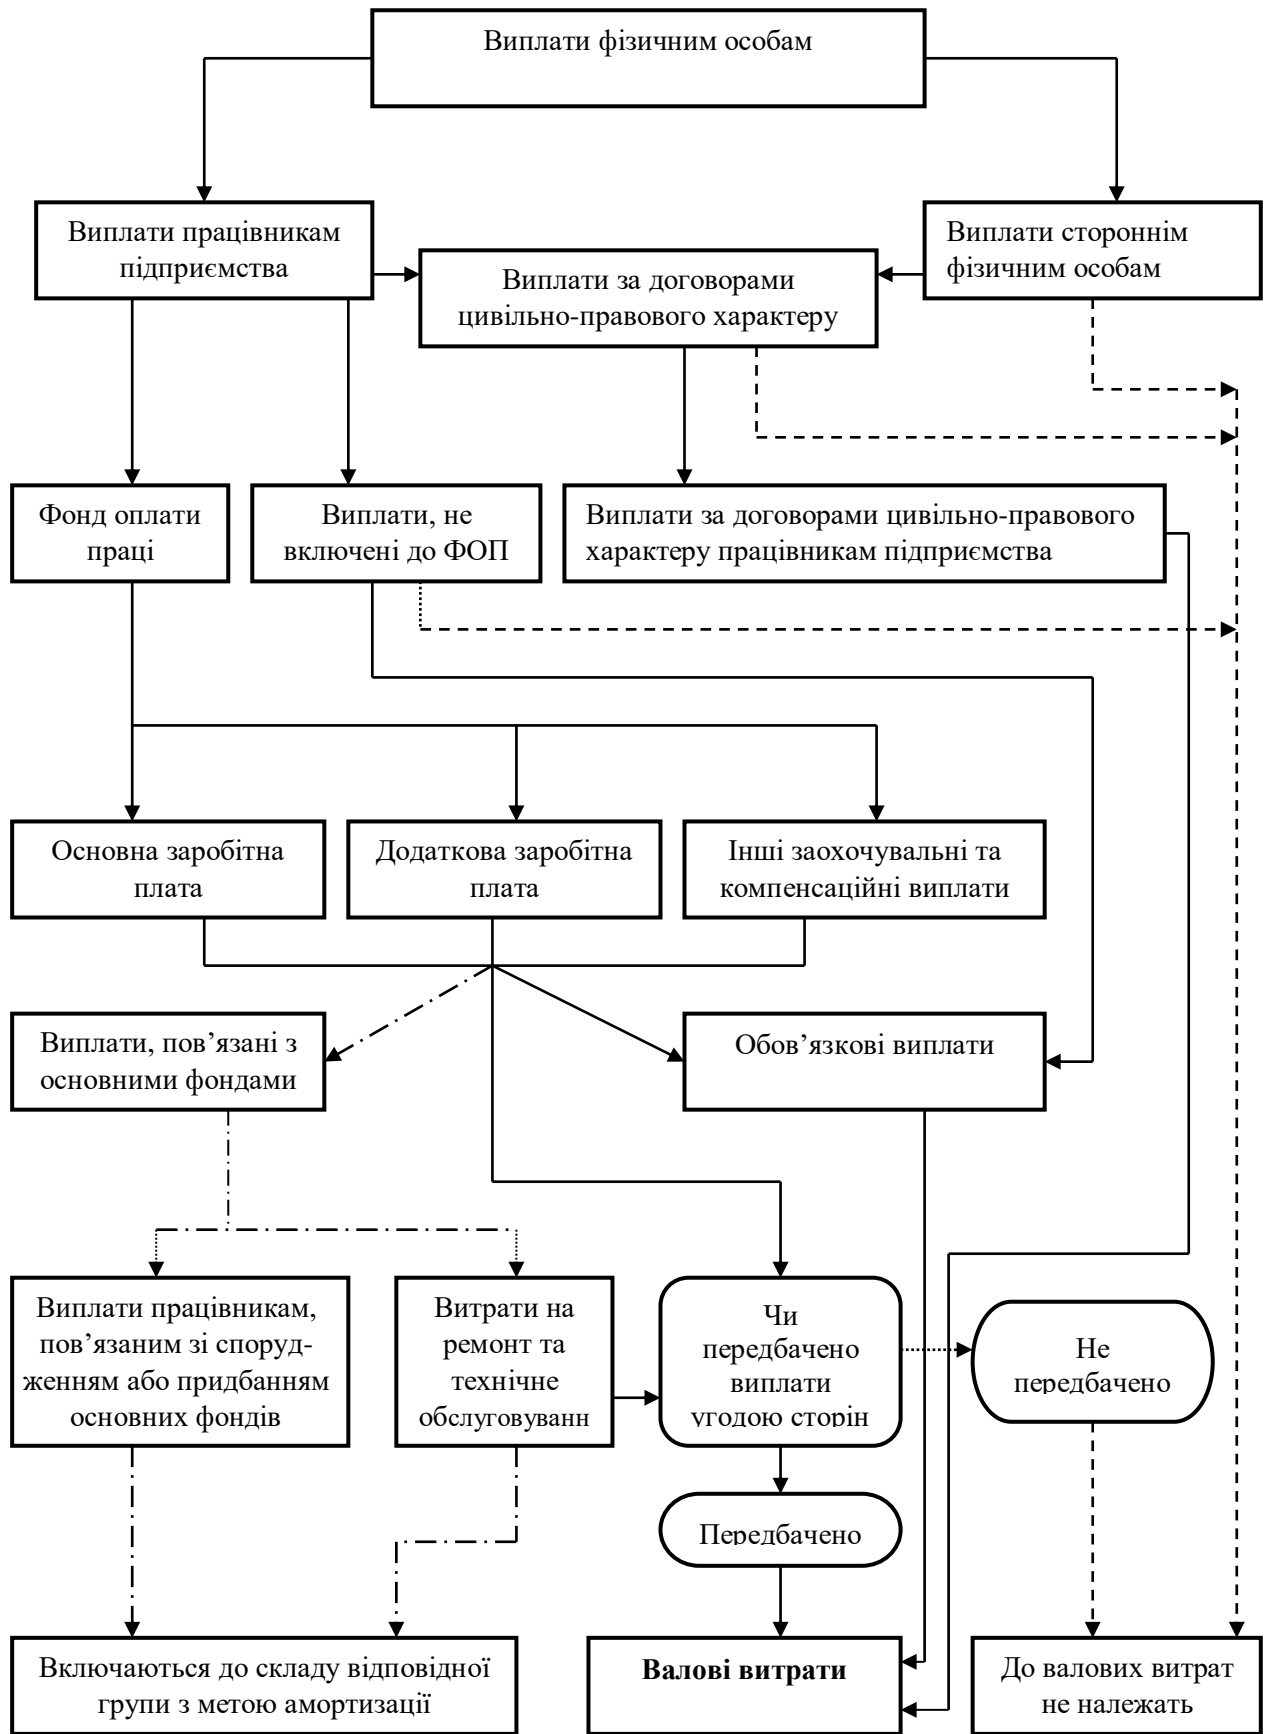 Виплати фізичним особам
Виплати працівникам
підприємства
Виплати за договорами
цивільно-правового характеру
Виплати стороннім
фізичним особам
Фонд оплати
праці
Виплати, не
включені до ФОП
Виплати за договорами цивільно-правового
характеру працівникам підприємства
Основна заробітна
плата
Додаткова заробітна
плата
Інші заохочувальні та
компенсаційні виплати
Виплати, пов’язані з
основними фондами
Обов’язкові виплати
Виплати працівникам,
пов’язаним зі споруд-
женням або придбанням
основних фондів
Витрати на
ремонт та
технічне
обслуговуванн
Чи
передбачено
виплати
угодою сторін
Не
передбачено
Передбачено
Включаються до складу відповідної
групи з метою амортизації
Валові витрати
До валових витрат
не належать